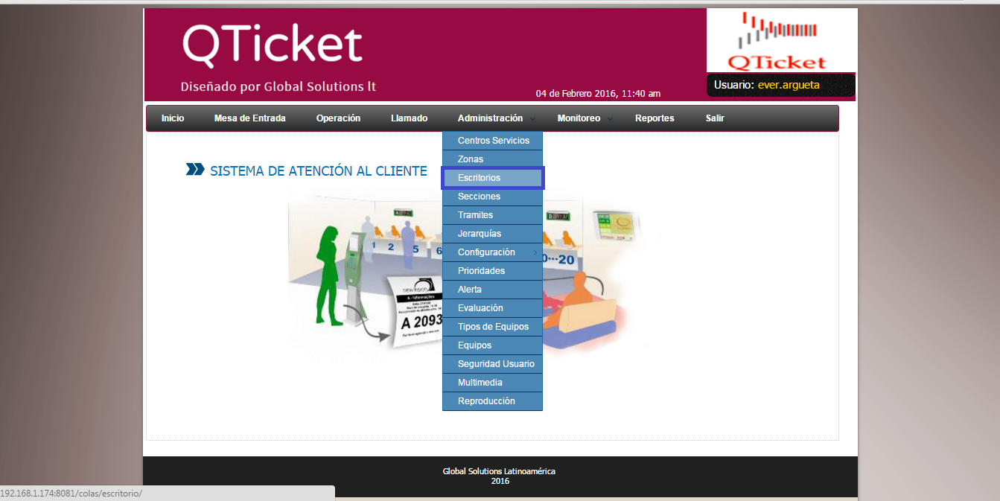 QTicket
Diseñado por Global Solutions lt
04 de Febrero 2016, 11:40 am
QTicket
Usuario: ever.argueta
Inicio Mesa de Entrada Operación Llamado Administración Monitoreo Reportes Salir
Centros Servicios
Zonas
Escritorios
Secciones
Tramites
Jerarquías
Configuración
Prioridades
Alerta
Evaluación
Tipos de Equipos
Equipos
Seguridad Usuario
Multimedia
Reproducción
SISTEMA DE ATENCIÓN AL CLIENTE
1 2 5 6
0...20
A 2093
Global Solutions Latinoamérica
2016
192.168.1.174:8081/colas/escritorio/